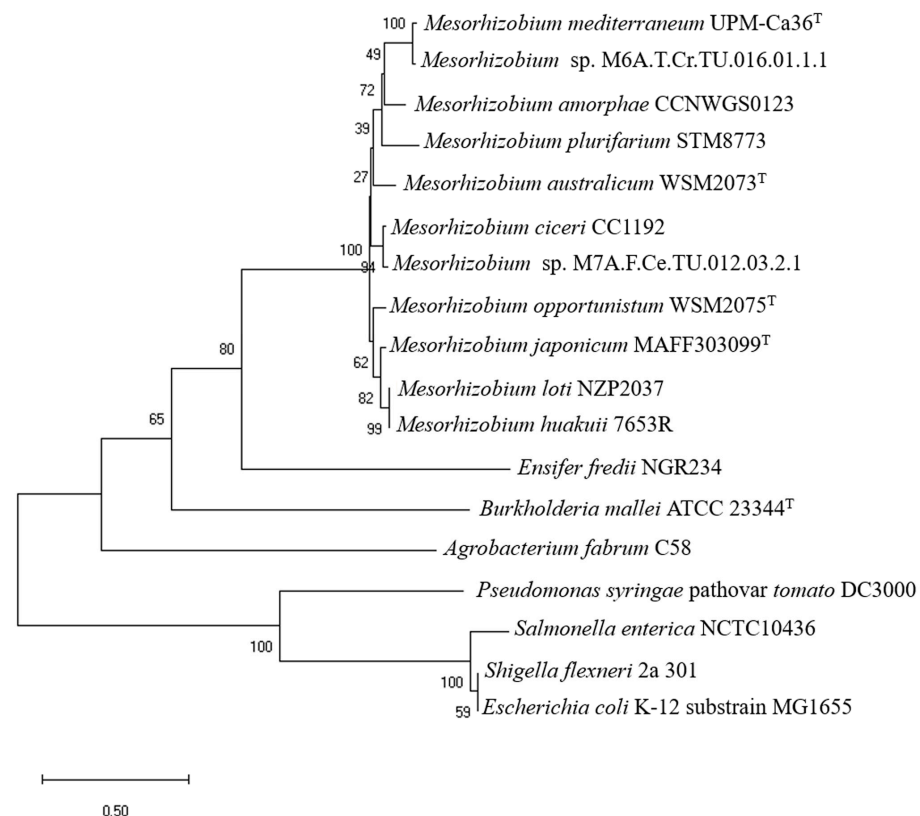 100
Mesorhizobium mediterraneum UPM-Ca36T
49
Mesorhizobium sp. M6A.T.Cr.TU.016.01.1.1
72
Mesorhizobium amorphae CCNWGS0123
39
Mesorhizobium plurifarium STM8773
27
Mesorhizobium australicum WSM2073T
Mesorhizobium ciceri CC1192
100
94
Mesorhizobium sp. M7A.F.Ce.TU.012.03.2.1
Mesorhizobium opportunistum WSM2075T
80
Mesorhizobium japonicum MAFF303099T
62
Mesorhizobium loti NZP2037
82
65
99
Mesorhizobium huakuii 7653R
Ensifer fredii NGR234
Burkholderia mallei ATCC 23344T
Agrobacterium fabrum C58
Pseudomonas syringae pathovar tomato DC3000
Salmonella enterica NCTC10436
100
Shigella flexneri 2a 301
100
59
Escherichia coli K-12 substrain MG1655
0.50